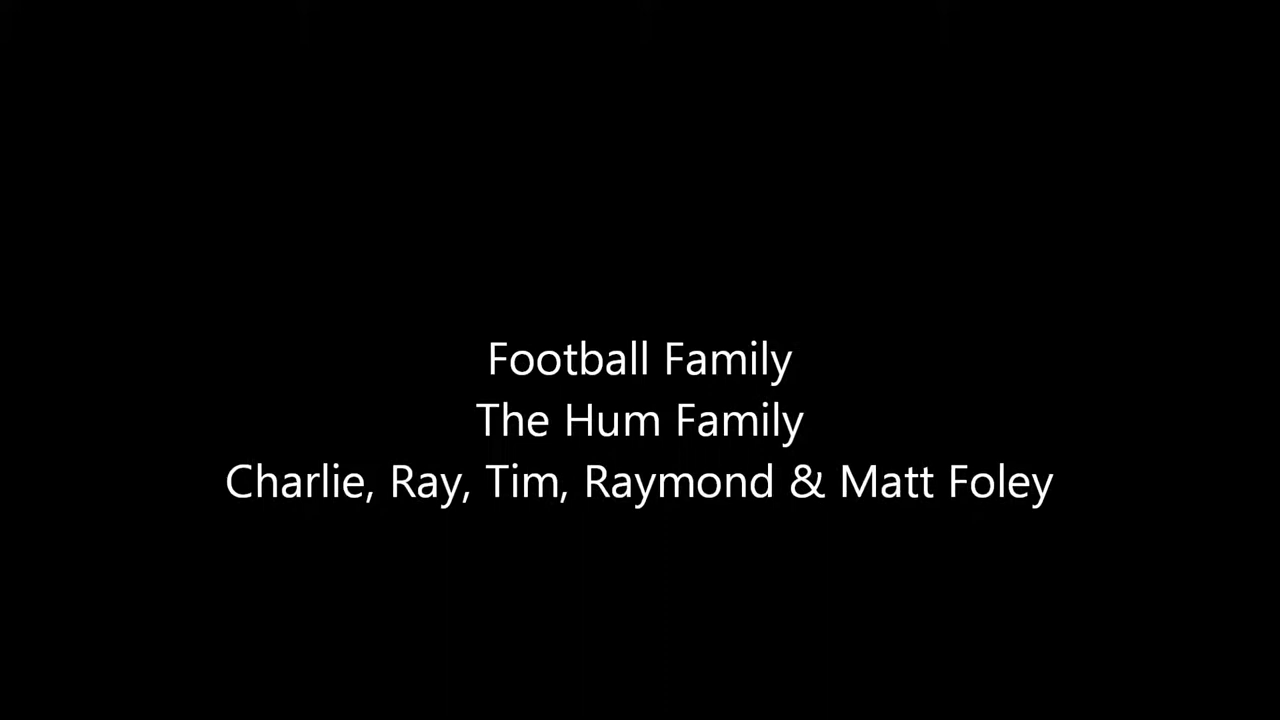 Football Family
The Hum Family
Charlie, Ray, Tim, Raymond & Matt Foley